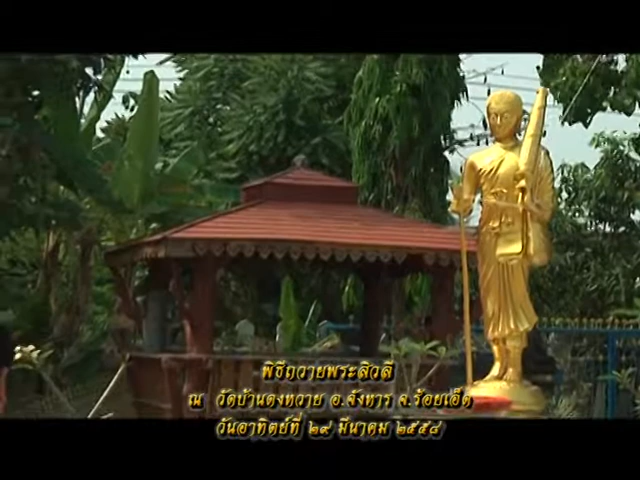 พิธีถวายพระสิวลี
ณ วัดบ้านดงหวาย อ.จังหาร จ.ร้อยเอ็ด
วันอาทิตย์ที่ ๒๙ มีนาคม ๒๕๕๘